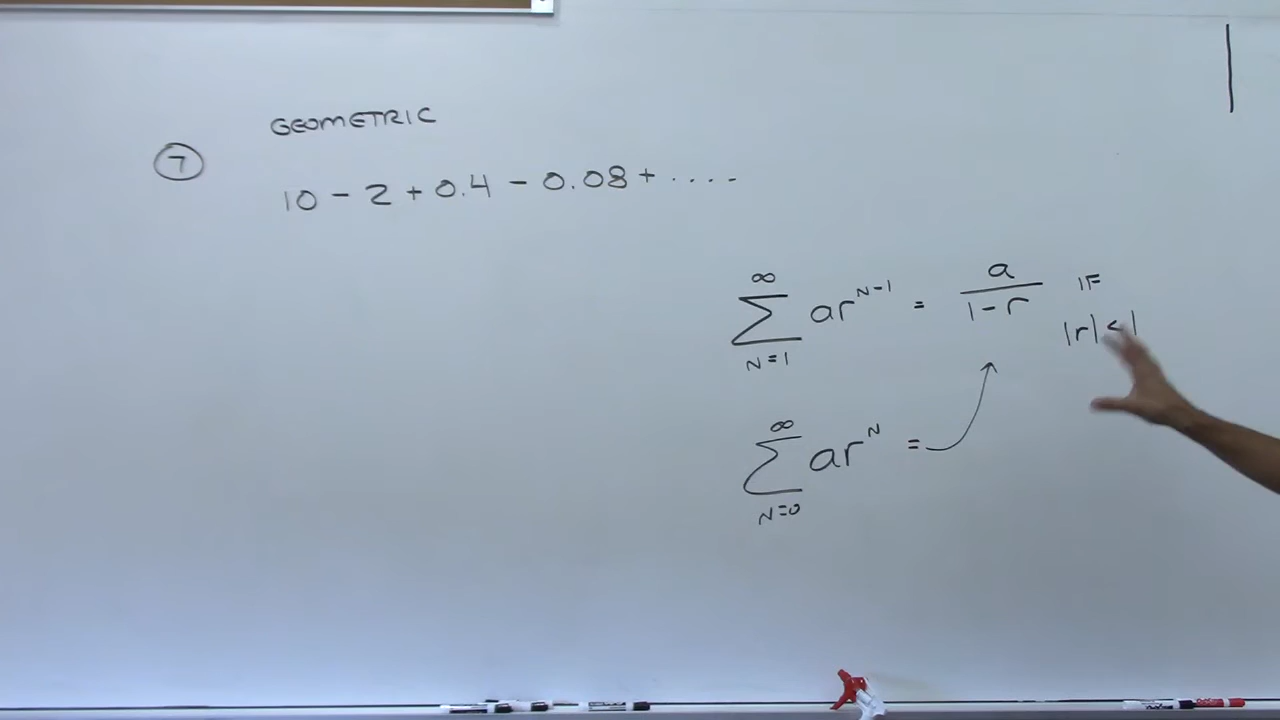 GEOMETRIC
7
10 - 2 + 0.4 - 0.08 + ....
∞
∑ ar^{N-1} = a/(1-r) IF
N=1
|r| < 1
∞
∑ ar^N =
N=0